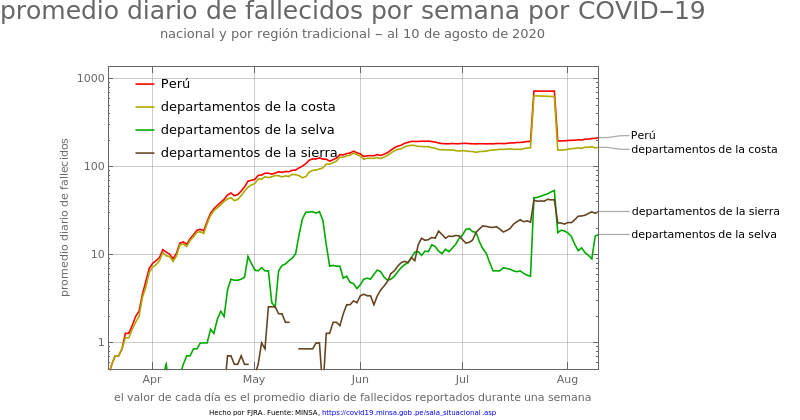 promedio diario de fallecidos por semana por COVID−19
nacional y por región tradicional − al 10 de agosto de 2020
promedio diario de fallecidos
1000
100
10
1
Perú
departamentos de la costa
departamentos de la selva
departamentos de la sierra
Perú
departamentos de la costa
departamentos de la sierra
departamentos de la selva
Apr May Jun Jul Aug
el valor de cada día es el promedio diario de fallecidos reportados durante una semana
Hecho por FJRA. Fuente: MINSA, https://covid19.minsa.gob.pe/sala_situacional.asp